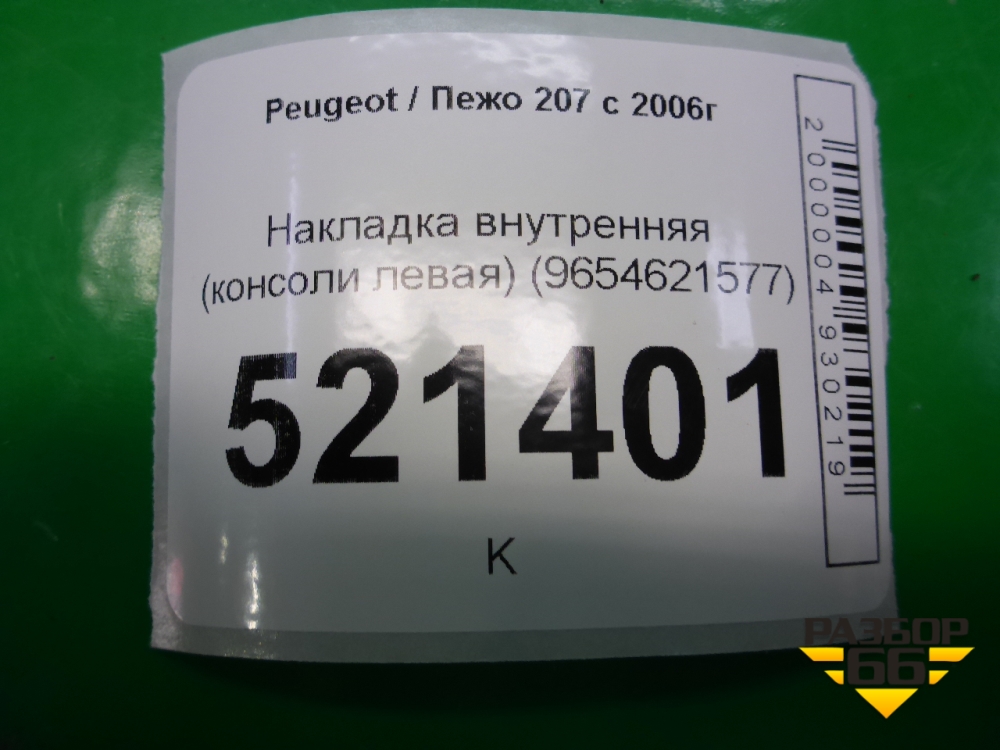 Peugeot / Пежо 207 с 2006г
Накладка внутренняя
(консоли левая) (9654621577)
521401
К
2000004930219
РАЗБОР
66